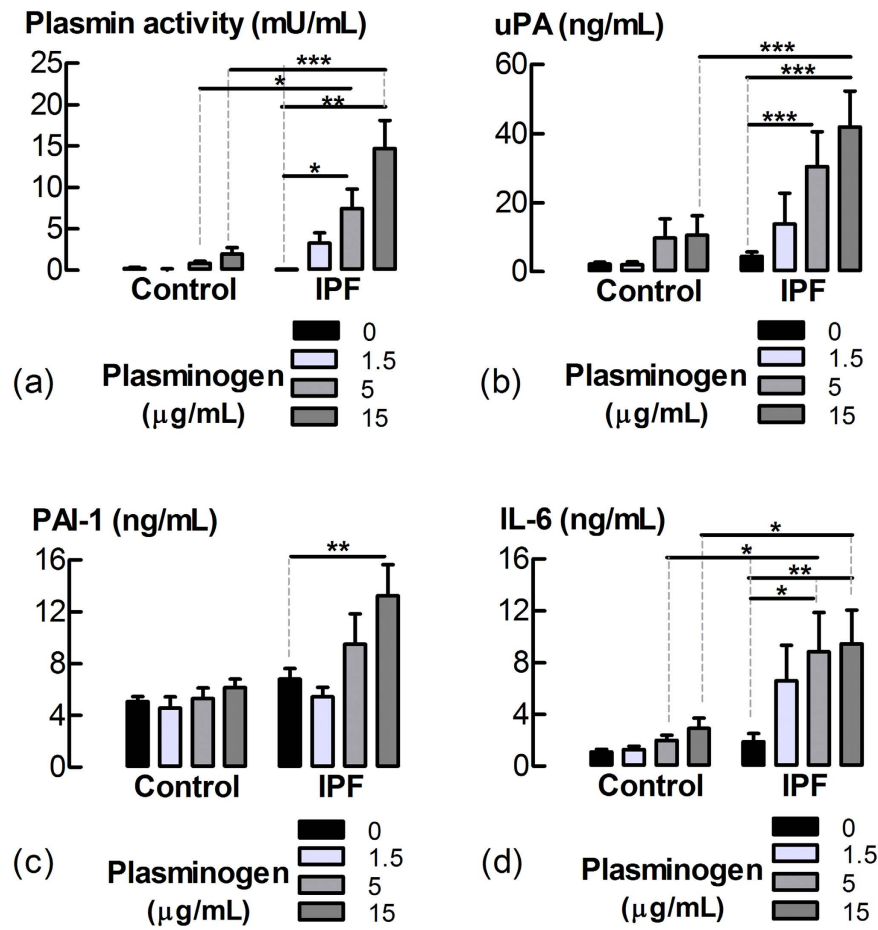 Plasmin activity (mU/mL)
25
20
15
10
5
0
***
*
**
*
Control
IPF
(a)
Plasminogen
(μg/mL)
0
1.5
5
15
uPA (ng/mL)
60
40
20
0
***
***
***
Control
IPF
(b)
Plasminogen
(μg/mL)
0
1.5
5
15
PAI-1 (ng/mL)
16
12
8
4
0
**
Control
IPF
(c)
Plasminogen
(μg/mL)
0
1.5
5
15
IL-6 (ng/mL)
16
12
8
4
0
*
*
**
*
Control
IPF
(d)
Plasminogen
(μg/mL)
0
1.5
5
15